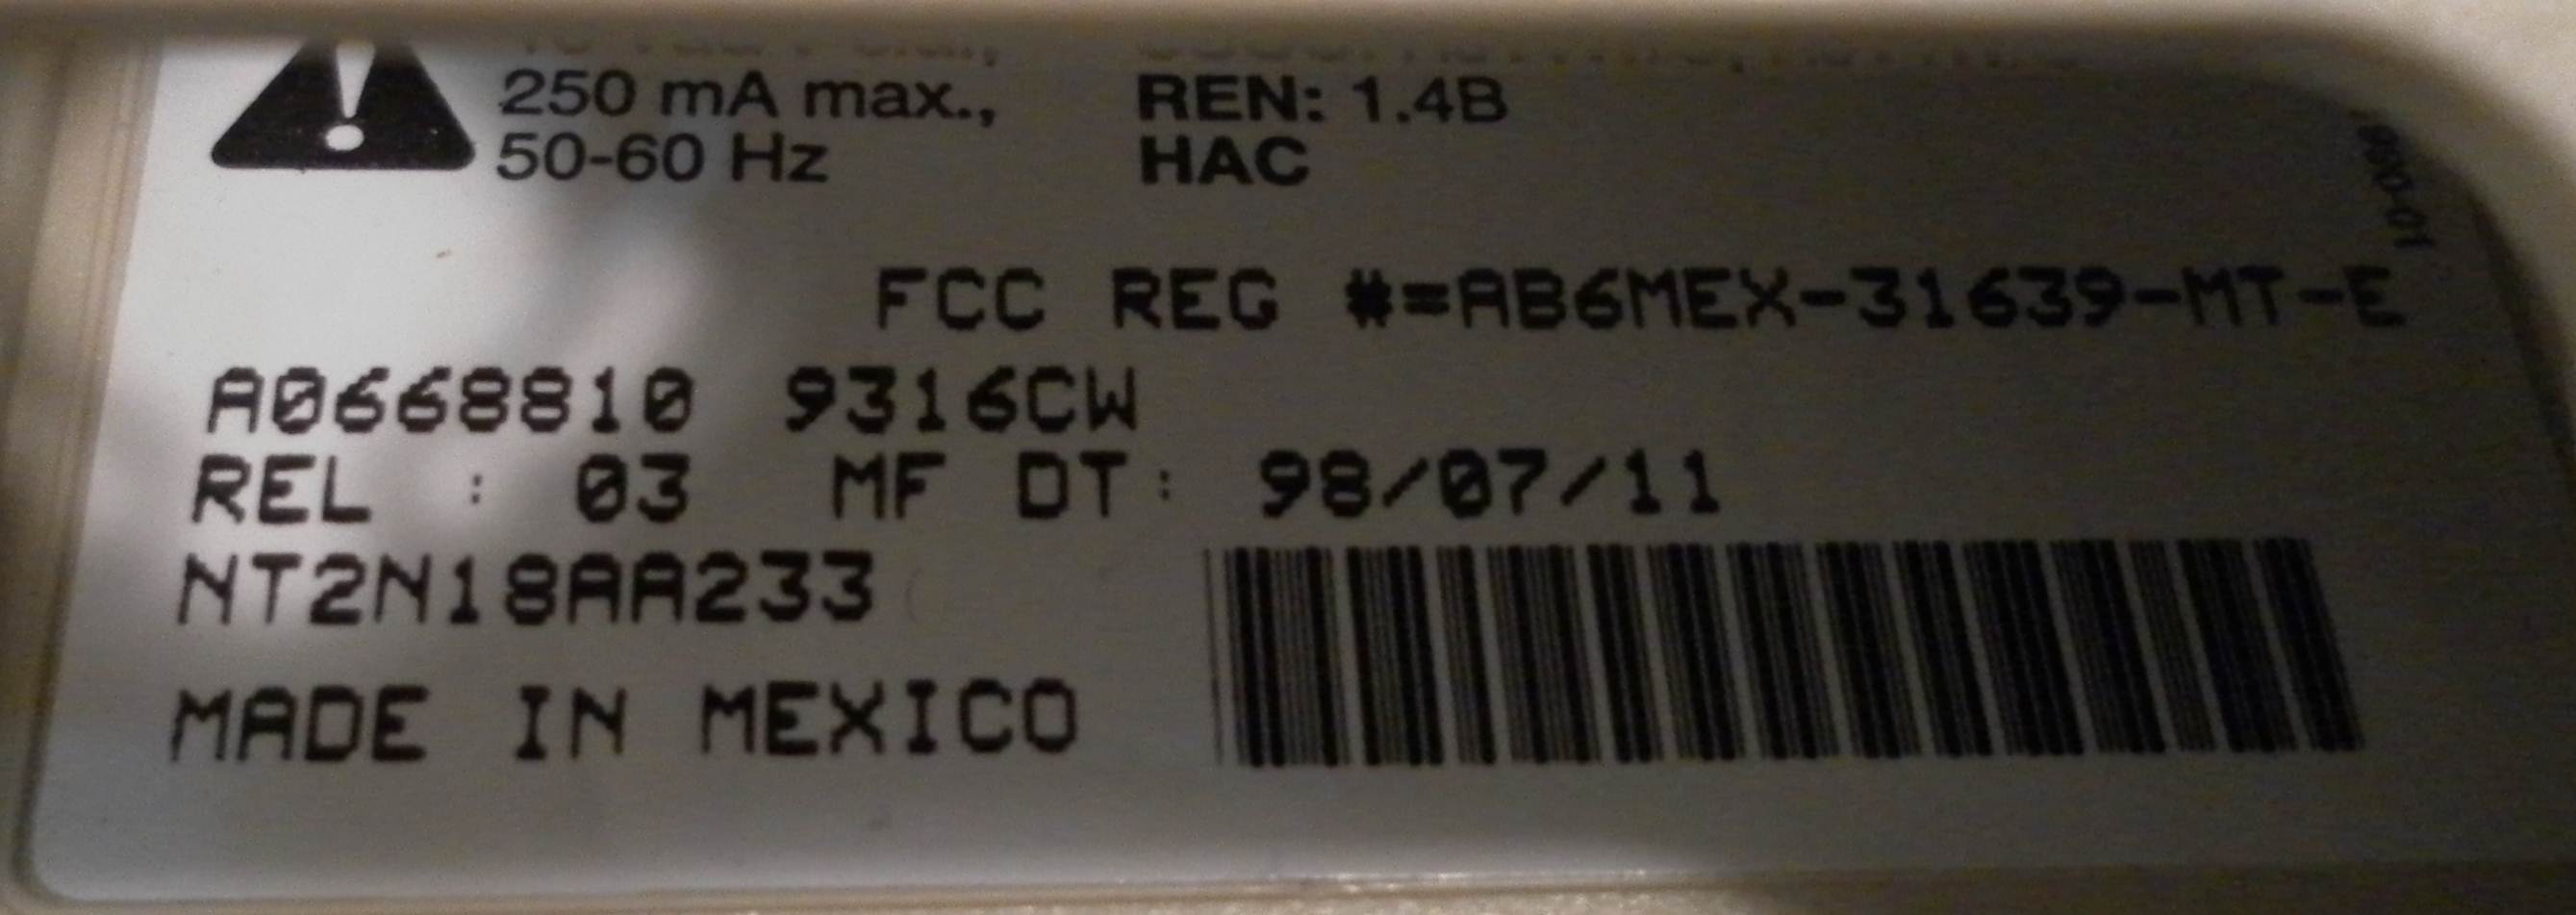 250 mA max.,
50-60 Hz
REN: 1.4B
HAC
FCC REG #=AB6MEX-31639-MT-E
A0668810 9316CW
REL : 03 MF DT: 98/07/11
NT2N18AA233
MADE IN MEXICO